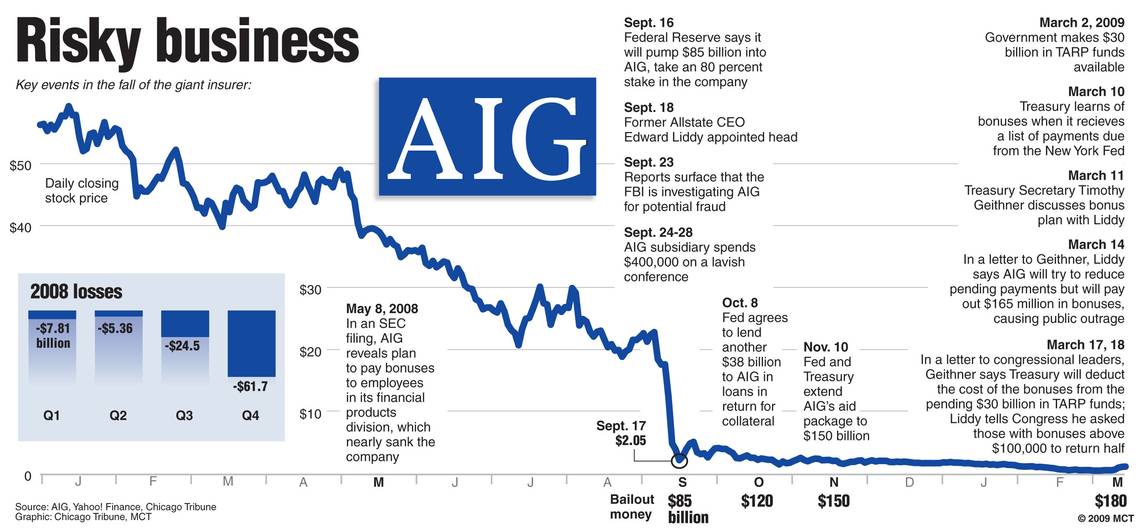 Risky business
Key events in the fall of the giant insurer:
AIG
Daily closing
stock price
$50
$40
$30
$20
$10
0
2008 losses
-$7.81
billion
-$5.36
-$24.5
-$61.7
Q1 Q2 Q3 Q4
May 8, 2008
In an SEC
filing, AIG
reveals plan
to pay bonuses
to employees
in its financial
products
division, which
nearly sank the
company
Sept. 16
Federal Reserve says it
will pump $85 billion into
AIG, take an 80 percent
stake in the company
Sept. 18
Former Allstate CEO
Edward Liddy appointed head
Sept. 23
Reports surface that the
FBI is investigating AIG
for potential fraud
Sept. 24-28
AIG subsidiary spends
$400,000 on a lavish
conference
Sept. 17
$2.05
Oct. 8
Fed agrees
to lend
another
$38 billion
to AIG in
loans in
return for
collateral
Nov. 10
Fed and
Treasury
extend
AIG's aid
package to
$150 billion
March 2, 2009
Government makes $30
billion in TARP funds
available
March 10
Treasury learns of
bonuses when it recieves
a list of payments due
from the New York Fed
March 11
Treasury Secretary Timothy
Geithner discusses bonus
plan with Liddy
March 14
In a letter to Geithner, Liddy
says AIG will try to reduce
pending payments but will pay
out $165 million in bonuses,
causing public outrage
March 17, 18
In a letter to congressional leaders,
Geithner says Treasury will deduct
the cost of the bonuses from the
pending $30 billion in TARP funds;
Liddy tells Congress he asked
those with bonuses above
$100,000 to return half
J F M A M J J A S O N D J F M
Bailout
money
$85
billion
$120
$150
$180
Source: AIG, Yahoo! Finance, Chicago Tribune
Graphic: Chicago Tribune, MCT
© 2009 MCT